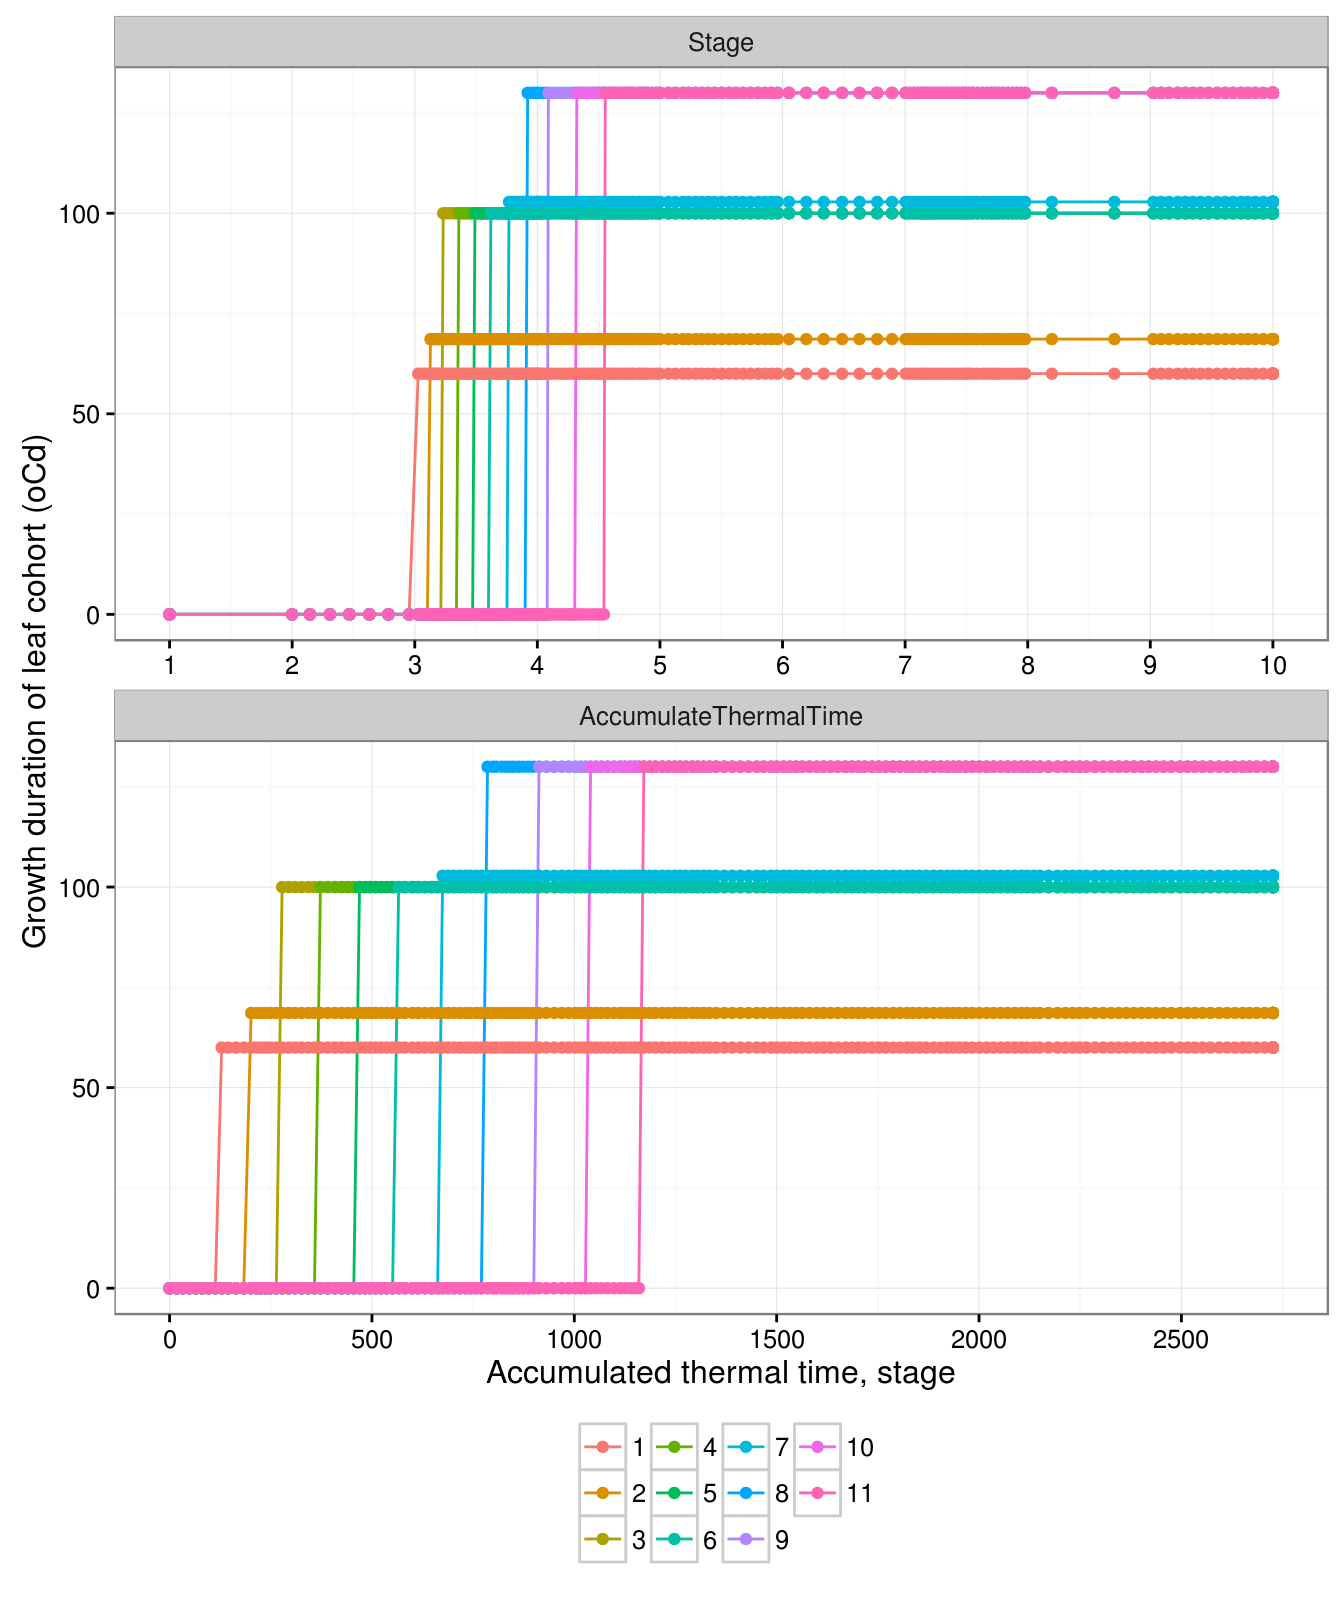 Stage
100
50
0
1 2 3 4 5 6 7 8 9 10
Growth duration of leaf cohort (oCd)
AccumulateThermalTime
100
50
0
0 500 1000 1500 2000 2500
Accumulated thermal time, stage
1 4 7 10
2 5 8 11
3 6 9